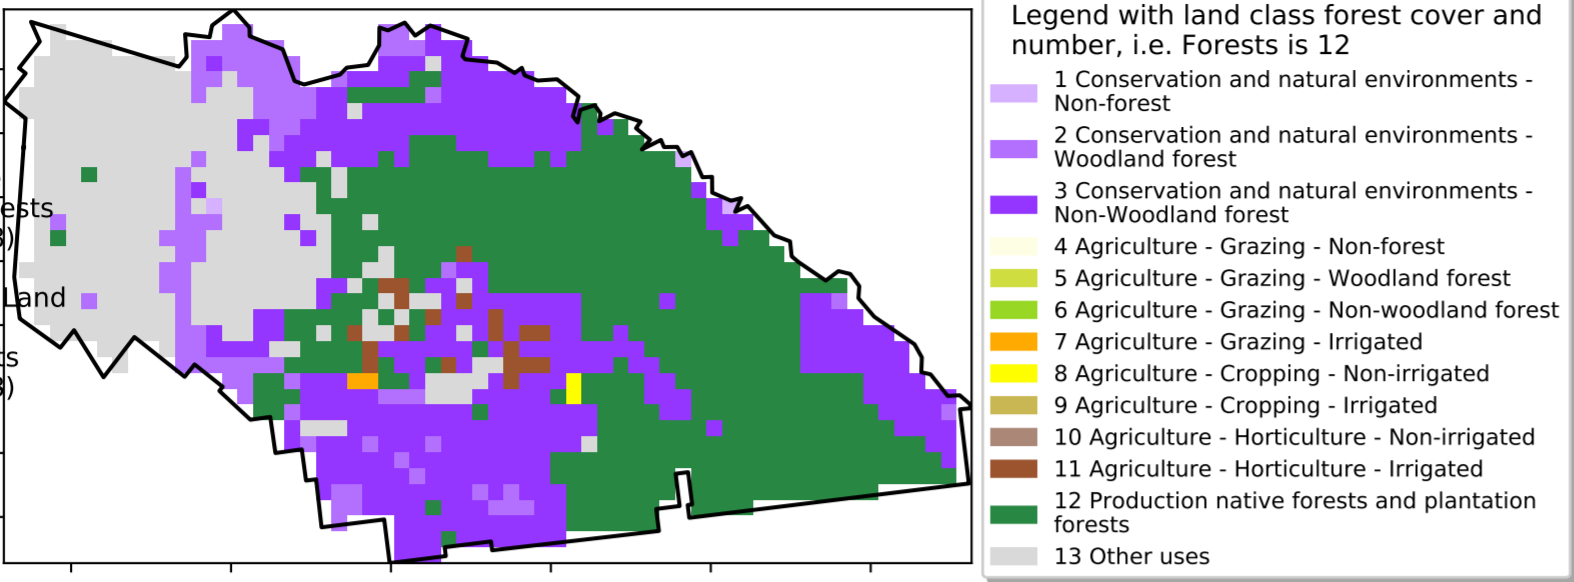 Legend with land class forest cover and
number, i.e. Forests is 12
1 Conservation and natural environments -
Non-forest
2 Conservation and natural environments -
Woodland forest
3 Conservation and natural environments -
Non-Woodland forest
ests
Land
4 Agriculture - Grazing - Non-forest
5 Agriculture - Grazing - Woodland forest
6 Agriculture - Grazing - Non-woodland forest
7 Agriculture - Grazing - Irrigated
8 Agriculture - Cropping - Non-irrigated
9 Agriculture - Cropping - Irrigated
10 Agriculture - Horticulture - Non-irrigated
11 Agriculture - Horticulture - Irrigated
12 Production native forests and plantation
forests
13 Other uses